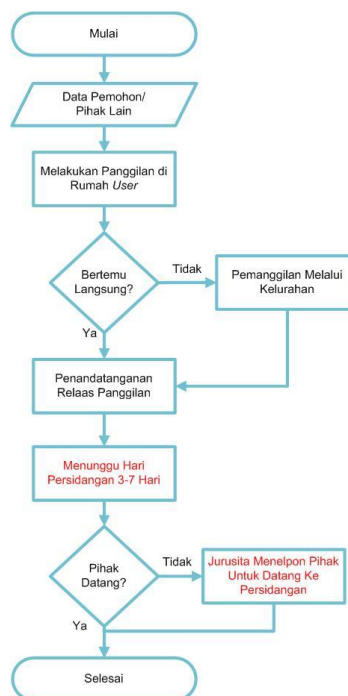 Mulai
Data Pemohon/
Pihak Lain
Melakukan Panggilan di
Rumah User
Bertemu
Langsung?
Tidak
Pemanggilan Melalui
Kelurahan
Ya
Penandatanganan
Relaas Panggilan
Menunggu Hari
Persidangan 3-7 Hari
Pihak
Datang?
Tidak
Jurusita Menelpon Pihak
Untuk Datang Ke
Persidangan
Ya
Selesai